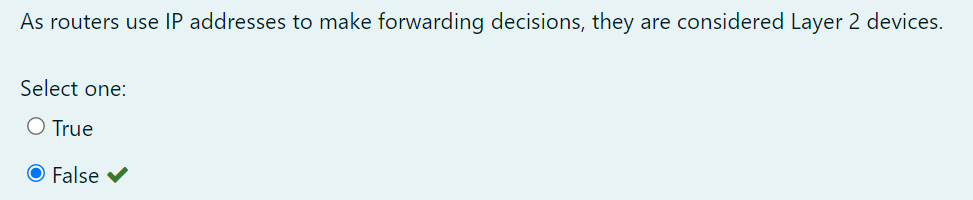 As routers use IP addresses to make forwarding decisions, they are considered Layer 2 devices.
Select one:
True
False